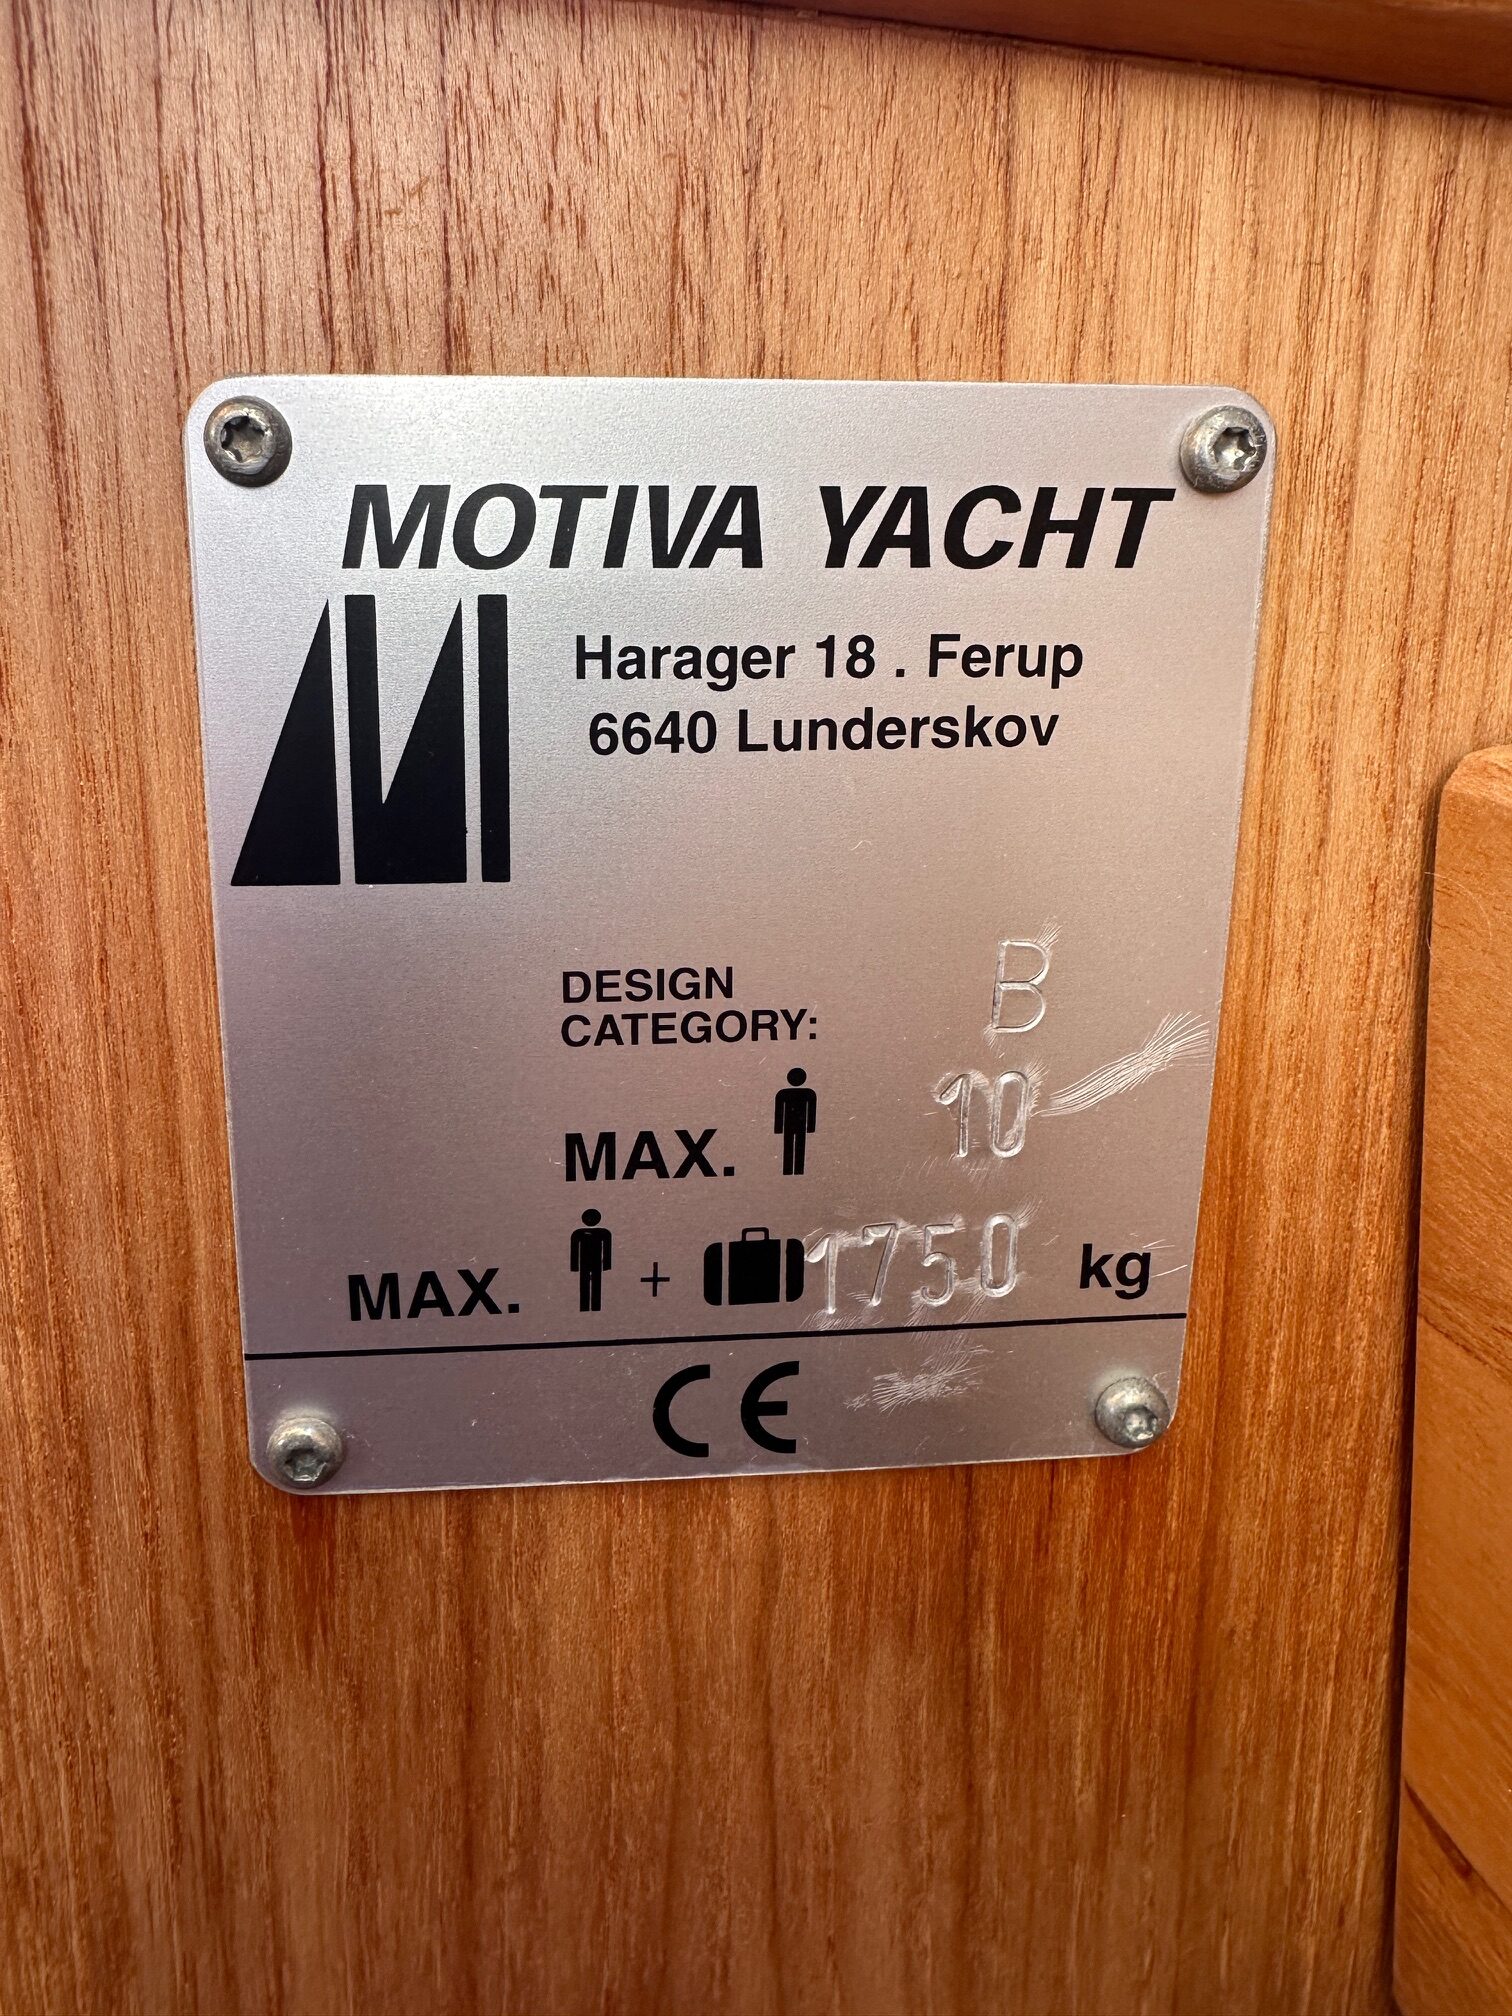 MOTIVA YACHT
Harager 18 . Ferup
6640 Lunderskov
DESIGN
CATEGORY: B
MAX. 10
MAX. + 1750 kg
CE